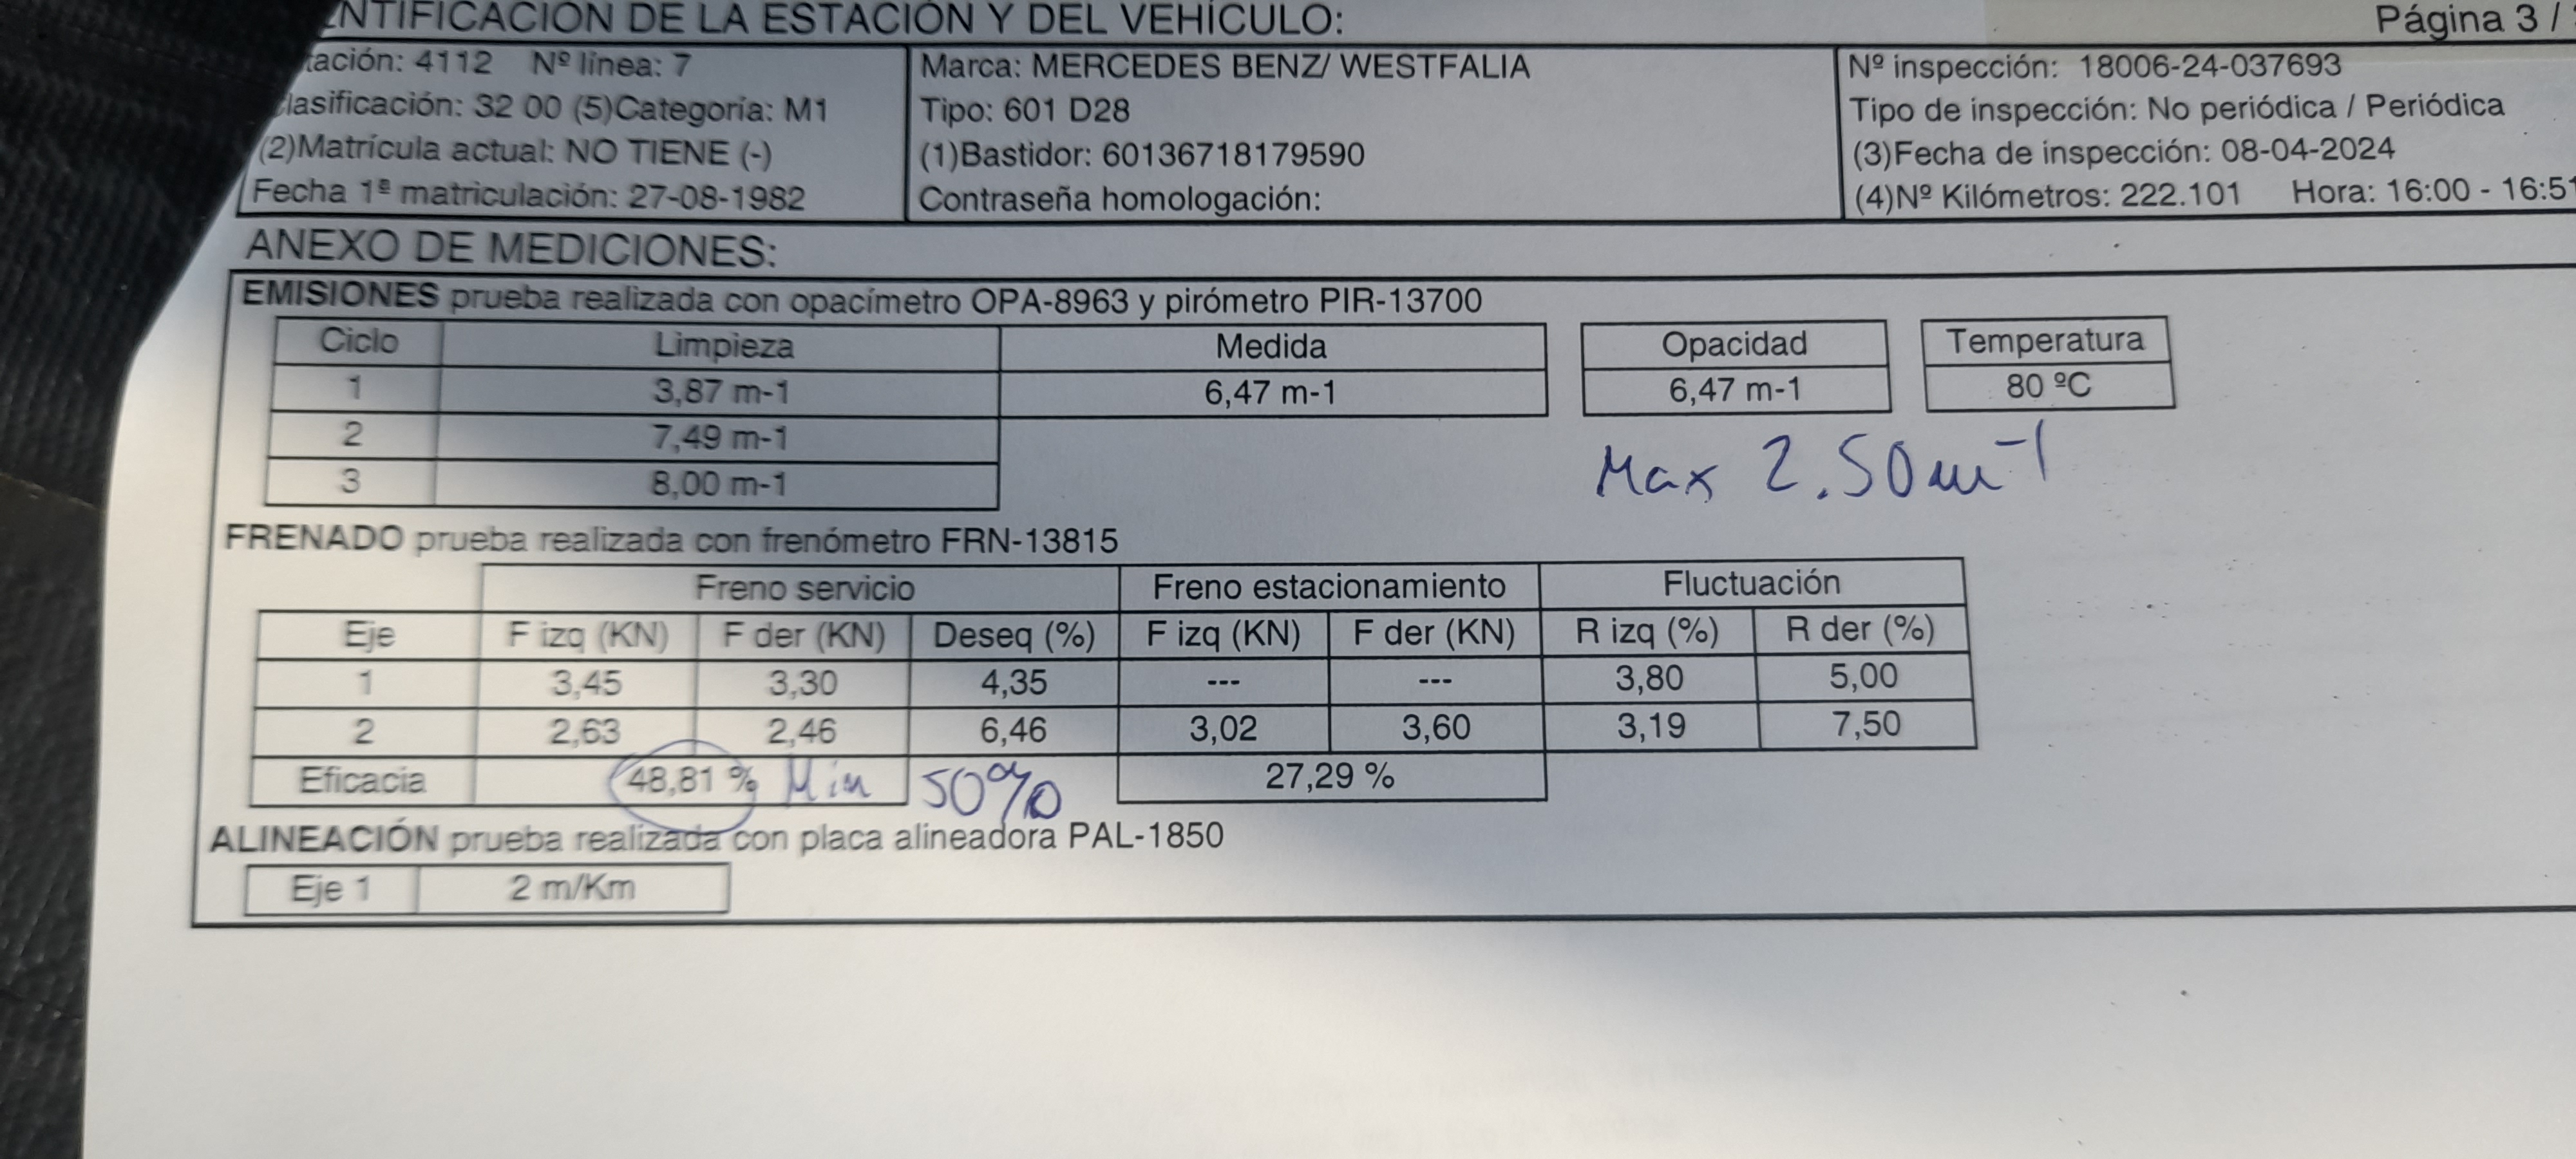 NTIFICACIÓN DE LA ESTACIÓN Y DEL VEHÍCULO:
Página 3 /
tación: 4112 Nº línea: 7
lasificación: 32 00 (5)Categoría: M1
(2)Matrícula actual: NO TIENE (-)
Fecha 1ª matriculación: 27-08-1982
Marca: MERCEDES BENZ/ WESTFALIA
Tipo: 601 D28
(1)Bastidor: 60136718179590
Contraseña homologación:
Nº inspección: 18006-24-037693
Tipo de inspección: No periódica / Periódica
(3)Fecha de inspección: 08-04-2024
(4)Nº Kilómetros: 222.101 Hora: 16:00 - 16:51
ANEXO DE MEDICIONES:
EMISIONES prueba realizada con opacímetro OPA-8963 y pirómetro PIR-13700
Ciclo Limpieza Medida Opacidad Temperatura
1 3,87 m-1 6,47 m-1 6,47 m-1 80 ºC
2 7,49 m-1
3 8,00 m-1
Max 2.50 m-1
FRENADO prueba realizada con frenómetro FRN-13815
Freno servicio Freno estacionamiento Fluctuación
Eje F izq (KN) F der (KN) Deseq (%) F izq (KN) F der (KN) R izq (%) R der (%)
1 3,45 3,30 4,35 --- --- 3,80 5,00
2 2,63 2,46 6,46 3,02 3,60 3,19 7,50
Eficacia 48,81 % Min 50% 27,29 %
ALINEACIÓN prueba realizada con placa alineadora PAL-1850
Eje 1 2 m/Km